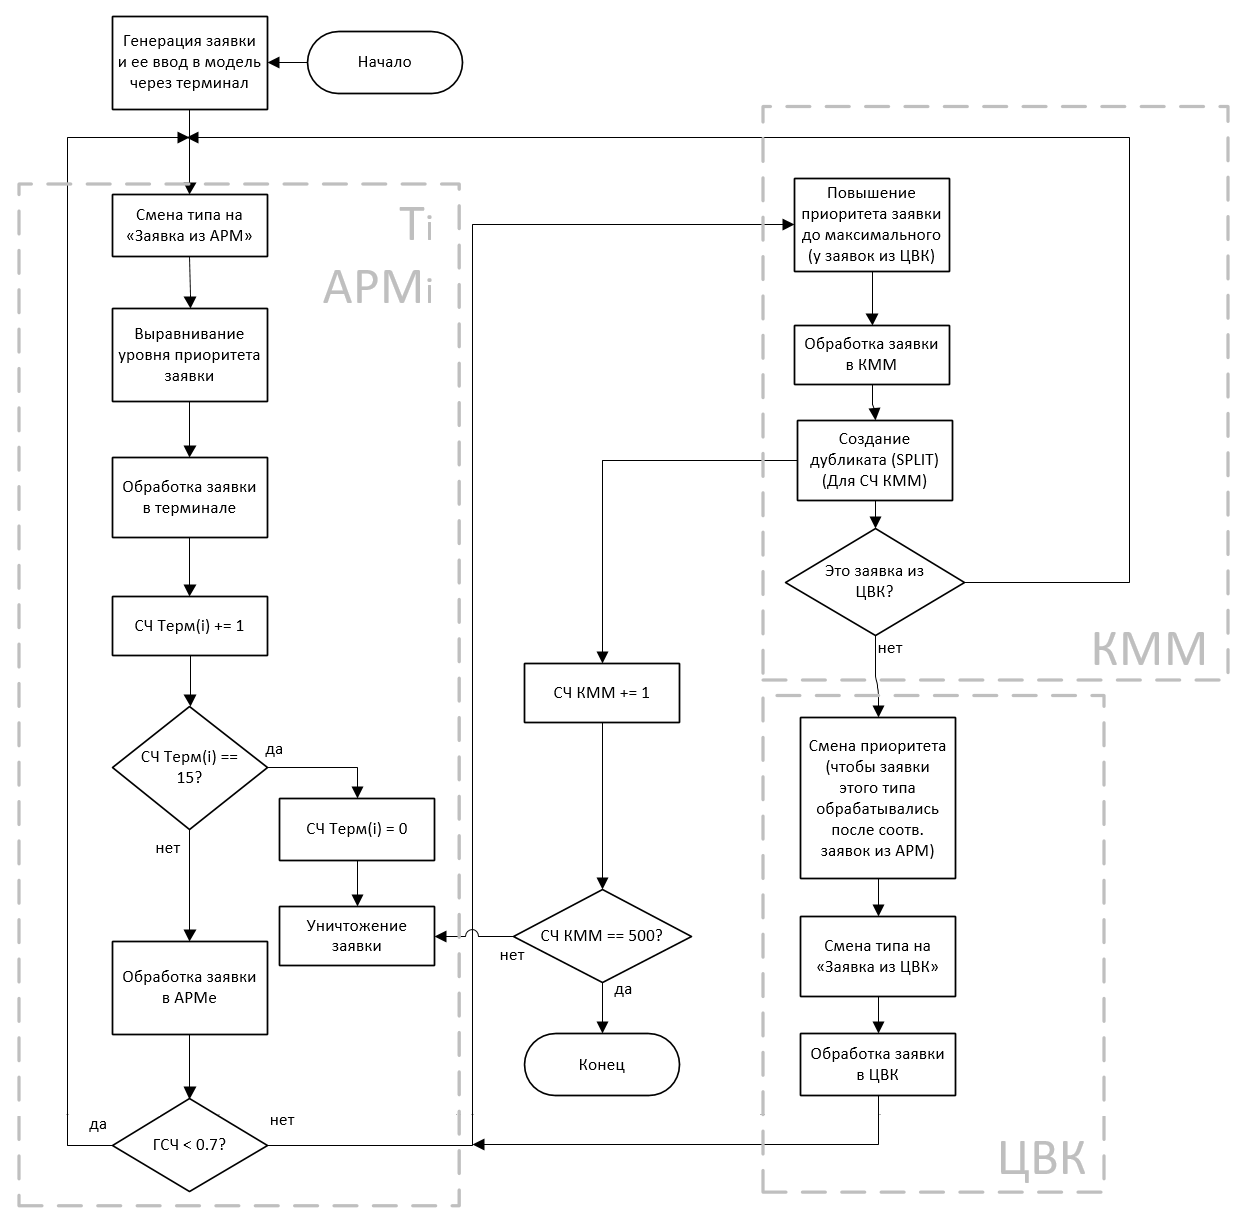 Генерация заявки
и ее ввод в модель
через терминал
Начало
Смена типа на
«Заявка из АРМ»
Ti
АРМi
Выравнивание
уровня приоритета
заявки
Обработка заявки
в терминале
СЧ Терм(i) += 1
СЧ Терм(i) ==
15?
да
нет
СЧ Терм(i) = 0
Уничтожение
заявки
Обработка заявки
в АРМе
ГСЧ < 0.7?
да
нет
Повышение
приоритета заявки
до максимального
(у заявок из ЦВК)
Обработка заявки
в КММ
Создание
дубликата (SPLIT)
(Для СЧ КММ)
Это заявка из
ЦВК?
нет
КММ
СЧ КММ += 1
СЧ КММ == 500?
нет
да
Конец
Смена приоритета
(чтобы заявки
этого типа
обрабатывались
после соотв.
заявок из АРМ)
Смена типа на
«Заявка из ЦВК»
Обработка заявки
в ЦВК
ЦВК